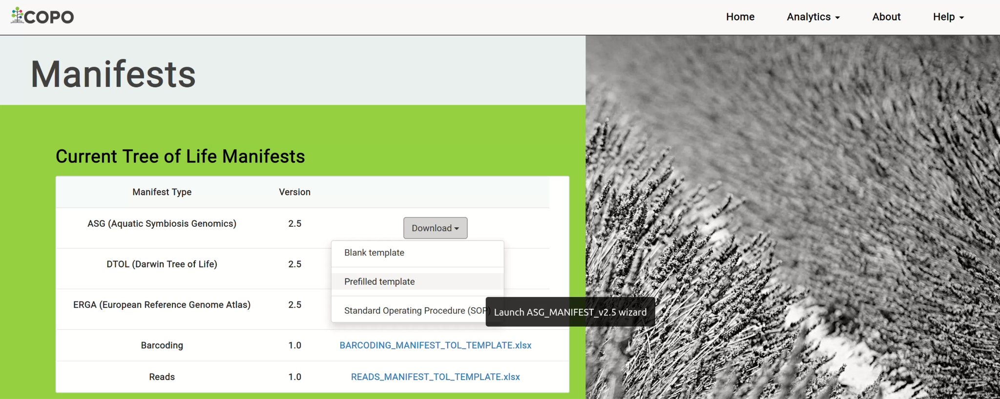 COPO
Home Analytics About Help
Manifests
Current Tree of Life Manifests
Manifest Type Version
ASG (Aquatic Symbiosis Genomics) 2.5 Download
Blank template
DTOL (Darwin Tree of Life) 2.5
Prefilled template
ERGA (European Reference Genome Atlas) 2.5
Standard Operating Procedure (SOP)
Launch ASG_MANIFEST_v2.5 wizard
Barcoding 1.0 BARCODING_MANIFEST_TOL_TEMPLATE.xlsx
Reads 1.0 READS_MANIFEST_TOL_TEMPLATE.xlsx